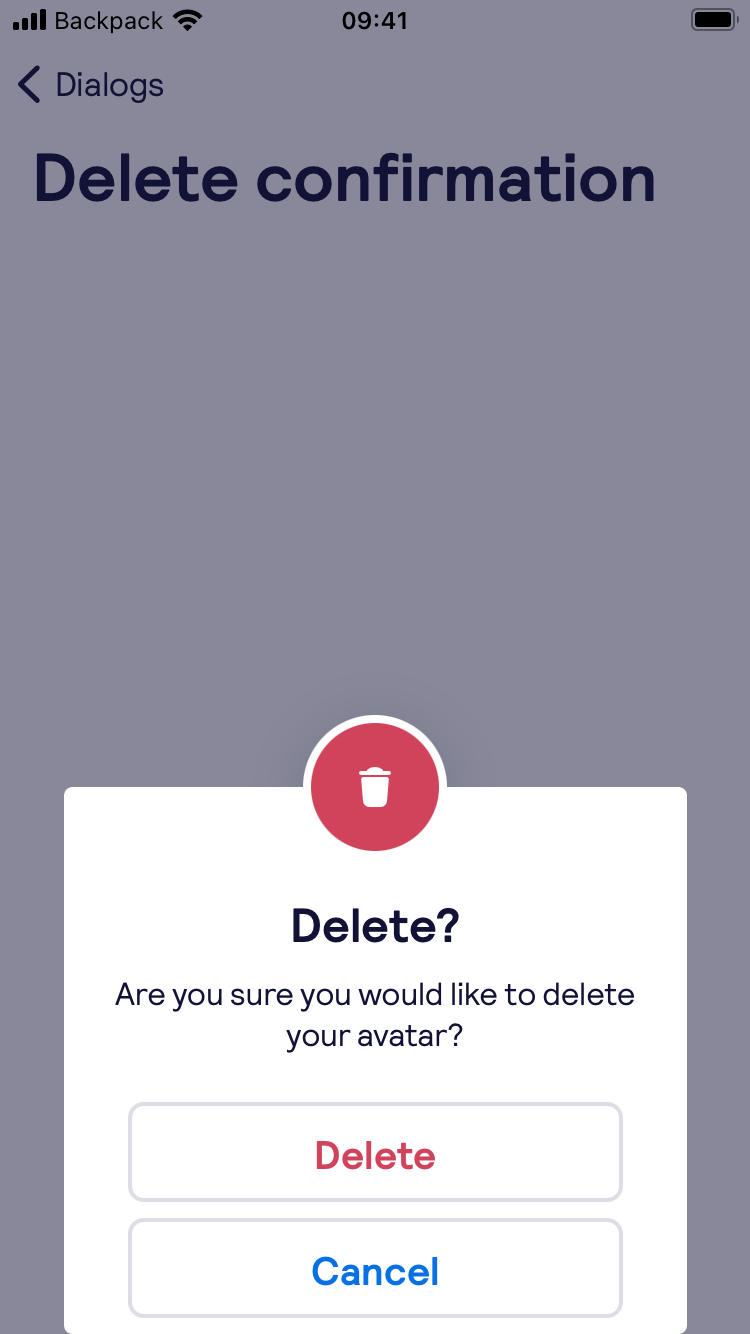 Backpack 09:41
Dialogs
Delete confirmation
Delete?
Are you sure you would like to delete
your avatar?
Delete
Cancel